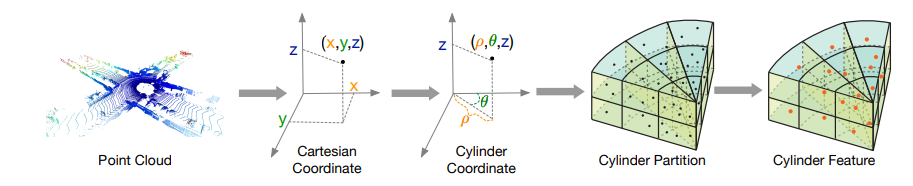 z
(x,y,z)
x
y
z
(ρ,θ,z)
θ
ρ
Point Cloud
Cartesian
Coordinate
Cylinder
Coordinate
Cylinder Partition
Cylinder Feature